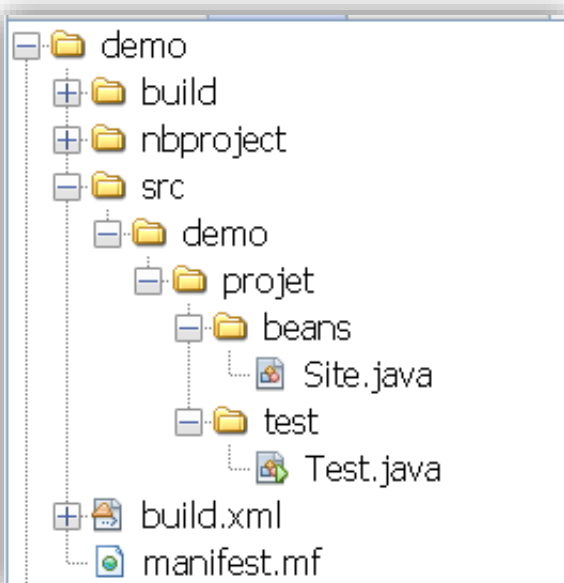 demo
build
nbproject
src
demo
projet
beans
Site.java
test
Test.java
build.xml
manifest.mf